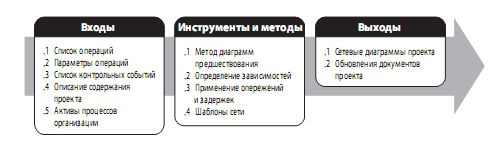 Входы
.1 Список операций
.2 Параметры операций
.3 Список контрольных событий
.4 Описание содержания
проекта
.5 Активы процессов
организации
Инструменты и методы
.1 Метод диаграмм
предшествования
.2 Определение зависимостей
.3 Применение опережений
и задержек
.4 Шаблоны сети
Выходы
.1 Сетевые диаграммы проекта
.2 Обновления документов
проекта